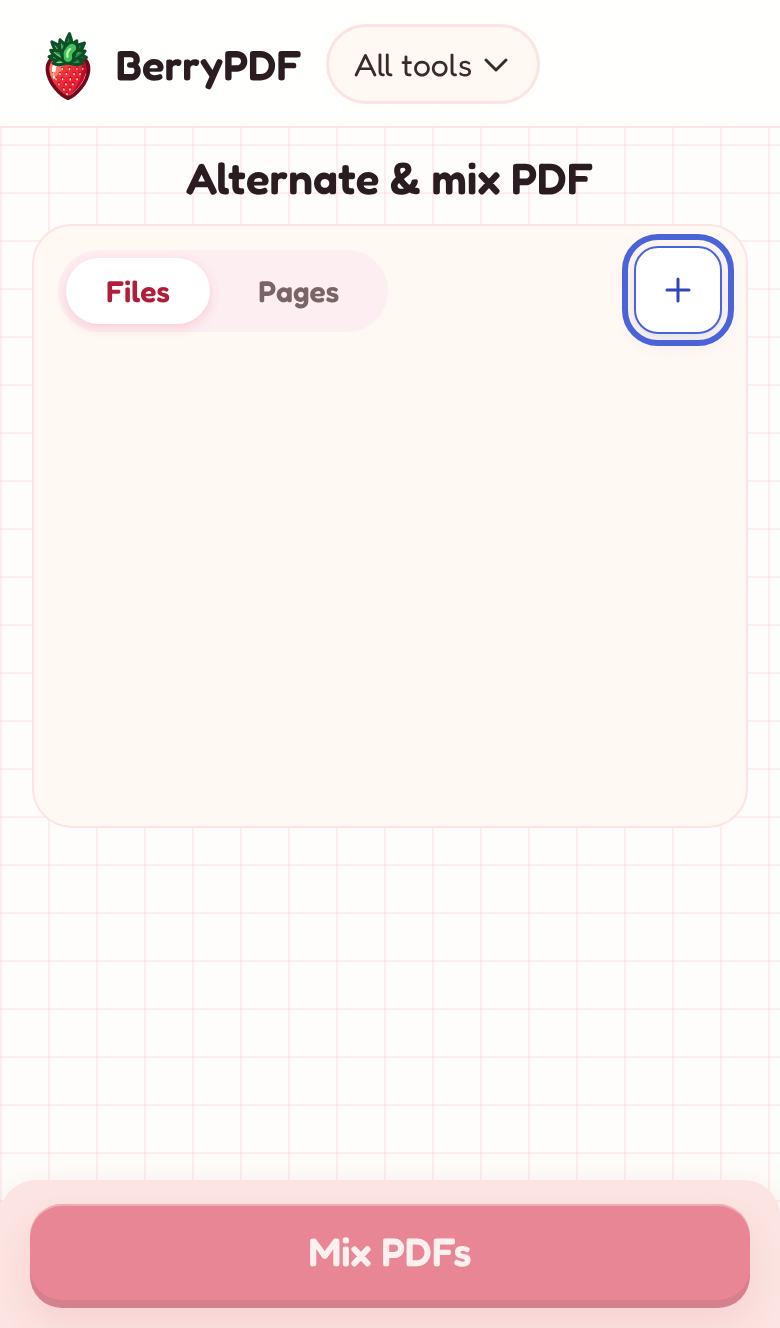 BerryPDF
All tools
Alternate & mix PDF
Files
Pages
Mix PDFs